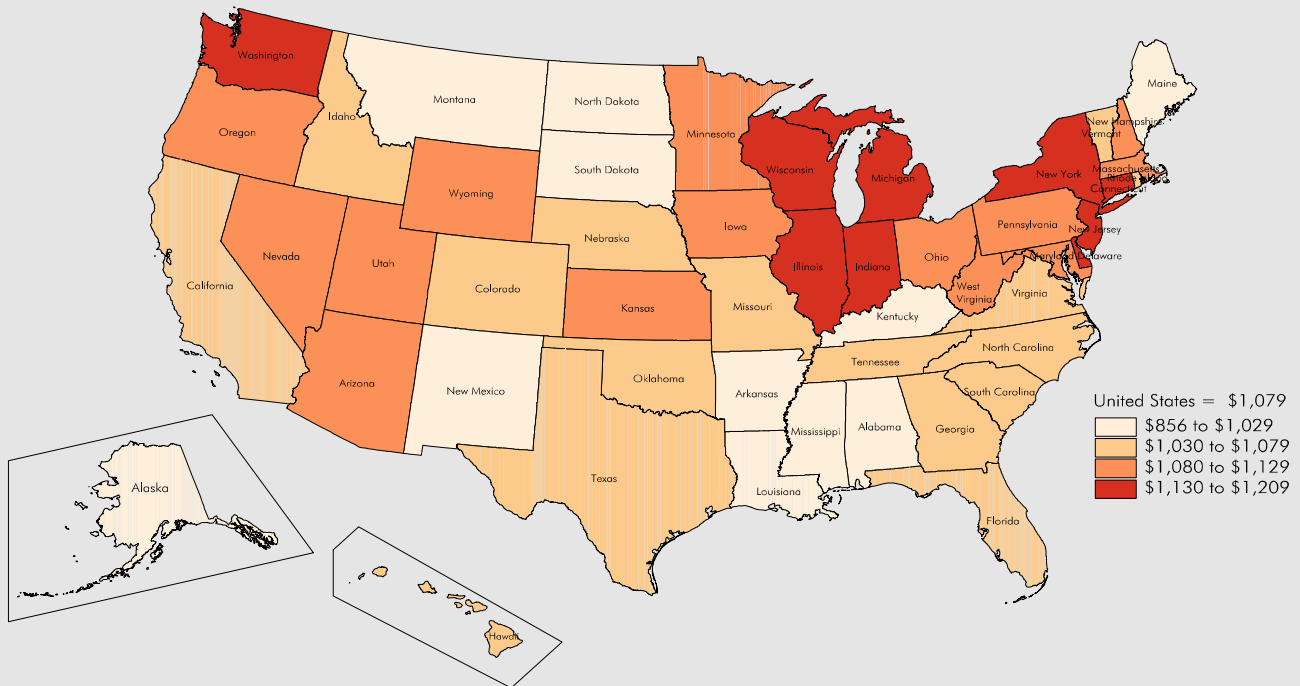 Washington
Montana
North Dakota
Maine
Idaho
Oregon
Minnesota
New Hampshire
Vermont
South Dakota
Wisconsin
Michigan
New York
Massachusetts
Rhode Island
Connecticut
Wyoming
Iowa
Pennsylvania
New Jersey
Nebraska
Nevada
Utah
Ohio
Maryland
Delaware
Illinois
Indiana
California
Colorado
West
Virginia
Virginia
Kansas
Missouri
Kentucky
North Carolina
Tennessee
Arizona
New Mexico
Oklahoma
Arkansas
South Carolina
Mississippi
Alabama
Georgia
Texas
Louisiana
Florida
Alaska
Hawaii
United States = $1,079
$856 to $1,029
$1,030 to $1,079
$1,080 to $1,129
$1,130 to $1,209